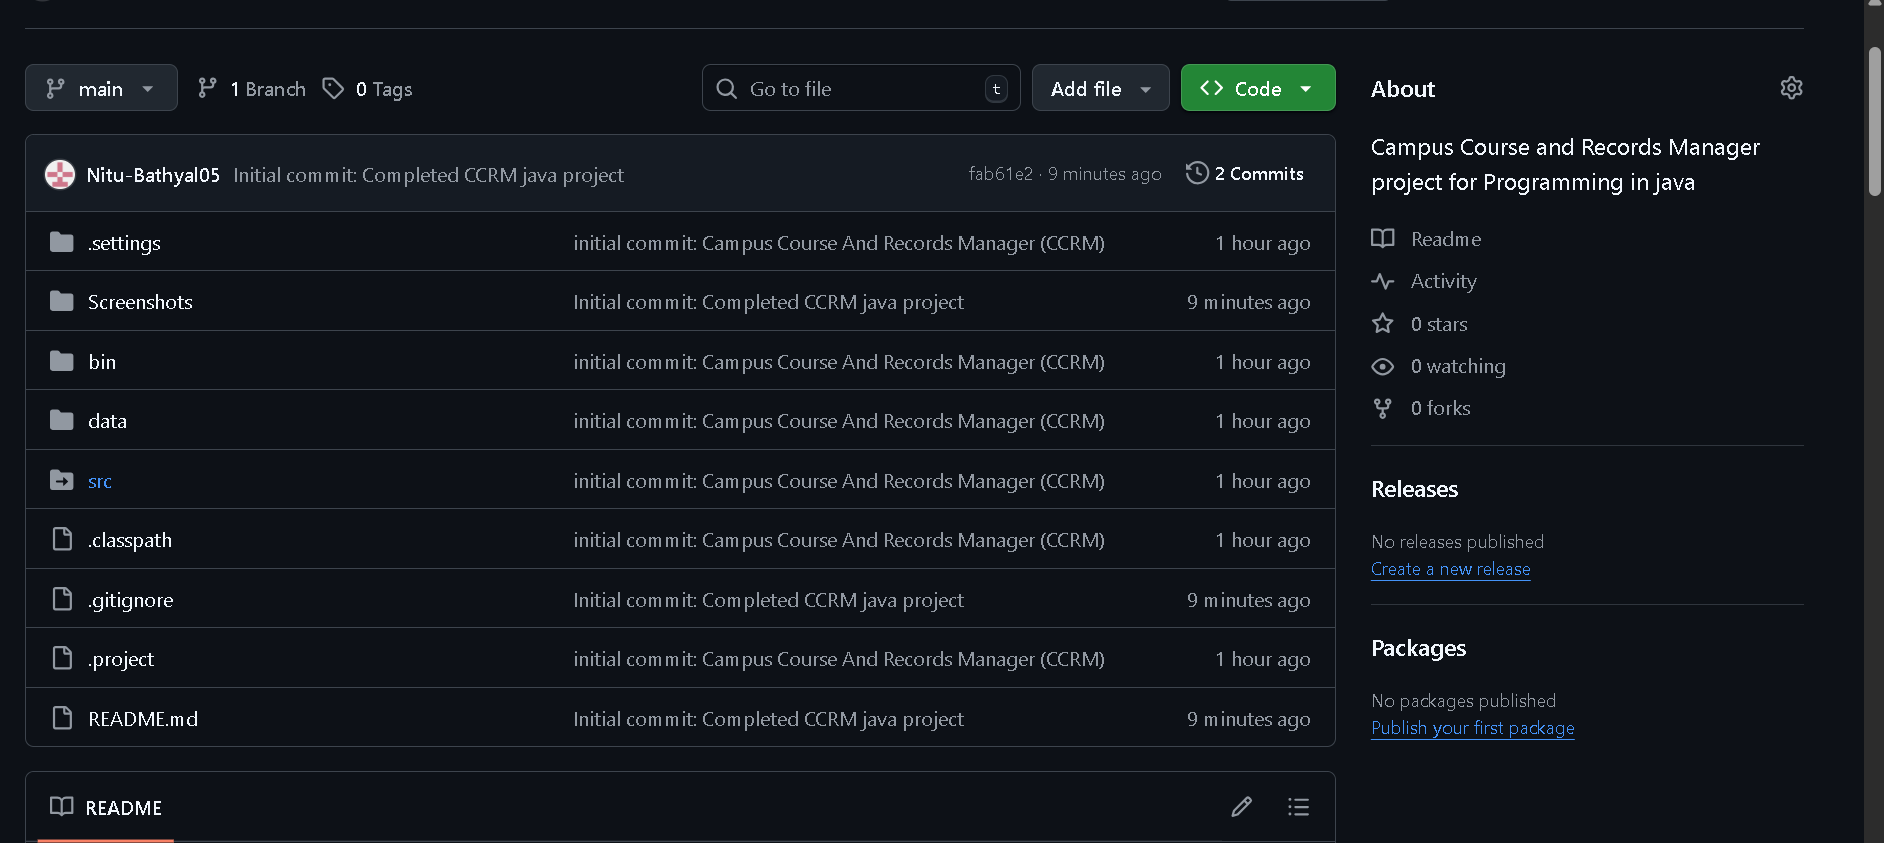 main 1 Branch 0 Tags Go to file t Add file Code
Nitu-Bathyal05 Initial commit: Completed CCRM java project fab61e2 · 9 minutes ago 2 Commits
.settings initial commit: Campus Course And Records Manager (CCRM) 1 hour ago
Screenshots Initial commit: Completed CCRM java project 9 minutes ago
bin initial commit: Campus Course And Records Manager (CCRM) 1 hour ago
data initial commit: Campus Course And Records Manager (CCRM) 1 hour ago
src initial commit: Campus Course And Records Manager (CCRM) 1 hour ago
.classpath initial commit: Campus Course And Records Manager (CCRM) 1 hour ago
.gitignore Initial commit: Completed CCRM java project 9 minutes ago
.project initial commit: Campus Course And Records Manager (CCRM) 1 hour ago
README.md Initial commit: Completed CCRM java project 9 minutes ago
README
About
Campus Course and Records Manager
project for Programming in java
Readme
Activity
0 stars
0 watching
0 forks
Releases
No releases published
Create a new release
Packages
No packages published
Publish your first package